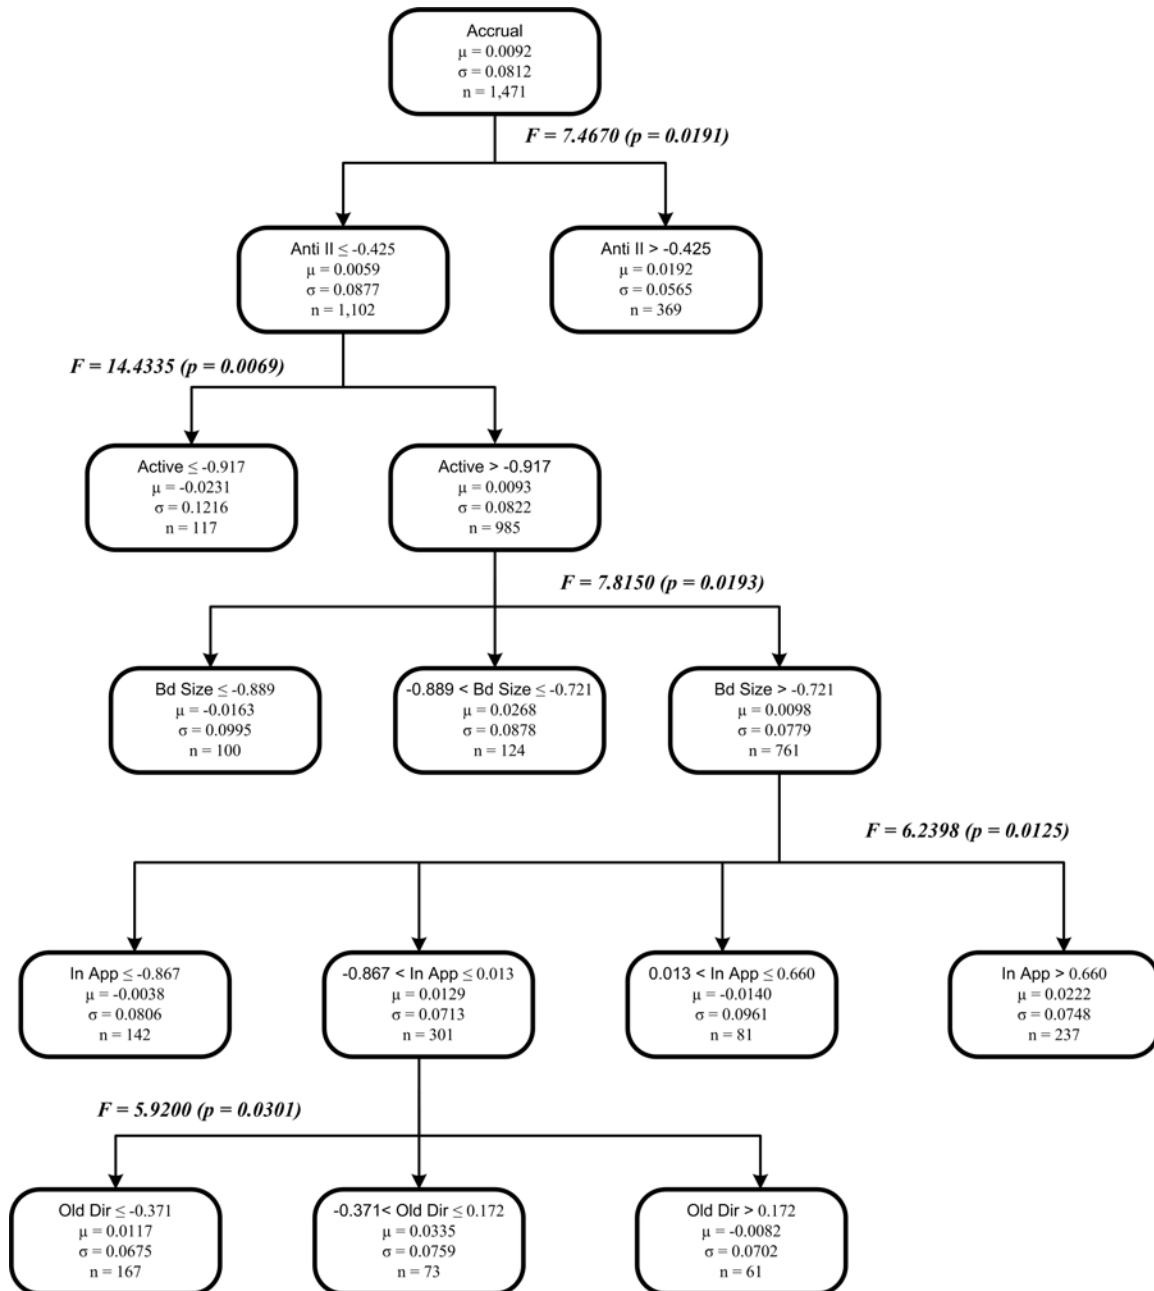 Accrual
μ = 0.0092
σ = 0.0812
n = 1,471
F = 7.4670 (p = 0.0191)
Anti II ≤ -0.425
μ = 0.0059
σ = 0.0877
n = 1,102
Anti II > -0.425
μ = 0.0192
σ = 0.0565
n = 369
F = 14.4335 (p = 0.0069)
Active ≤ -0.917
μ = -0.0231
σ = 0.1216
n = 117
Active > -0.917
μ = 0.0093
σ = 0.0822
n = 985
F = 7.8150 (p = 0.0193)
Bd Size ≤ -0.889
μ = -0.0163
σ = 0.0995
n = 100
-0.889 < Bd Size ≤ -0.721
μ = 0.0268
σ = 0.0878
n = 124
Bd Size > -0.721
μ = 0.0098
σ = 0.0779
n = 761
F = 6.2398 (p = 0.0125)
In App ≤ -0.867
μ = -0.0038
σ = 0.0806
n = 142
-0.867 < In App ≤ 0.013
μ = 0.0129
σ = 0.0713
n = 301
0.013 < In App ≤ 0.660
μ = -0.0140
σ = 0.0961
n = 81
In App > 0.660
μ = 0.0222
σ = 0.0748
n = 237
F = 5.9200 (p = 0.0301)
Old Dir ≤ -0.371
μ = 0.0117
σ = 0.0675
n = 167
-0.371< Old Dir ≤ 0.172
μ = 0.0335
σ = 0.0759
n = 73
Old Dir > 0.172
μ = -0.0082
σ = 0.0702
n = 61